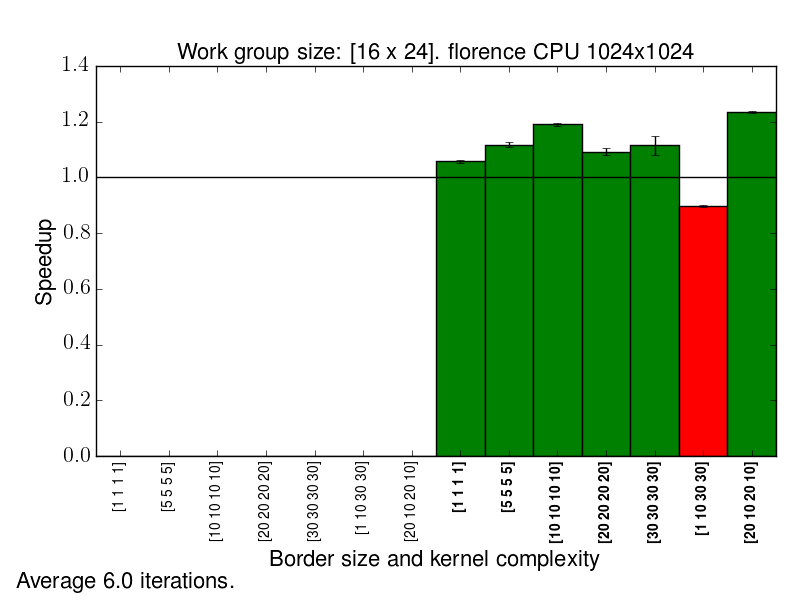 Work group size: [16 x 24]. florence CPU 1024x1024
1.4
1.2
1.0
0.8
0.6
0.4
0.2
0.0
Speedup
[1 1 1 1]
[5 5 5 5]
[10 10 10 10]
[20 20 20 20]
[30 30 30 30]
[1 10 30 30]
[20 10 20 10]
[1 1 1 1]
[5 5 5 5]
[10 10 10 10]
[20 20 20 20]
[30 30 30 30]
[1 10 30 30]
[20 10 20 10]
Border size and kernel complexity
Average 6.0 iterations.